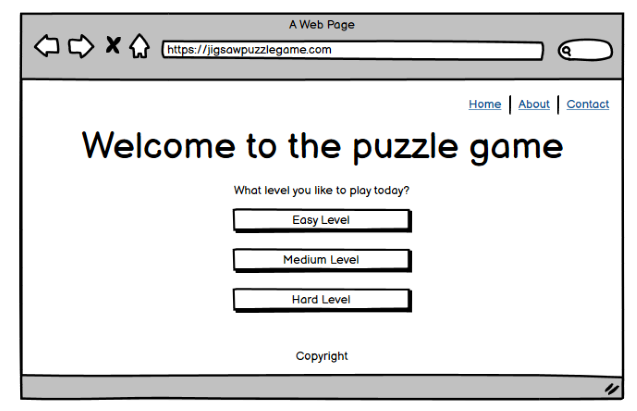 A Web Page
https://jigsawpuzzlegame.com
Home | About | Contact
Welcome to the puzzle game
What level you like to play today?
Easy Level
Medium Level
Hard Level
Copyright